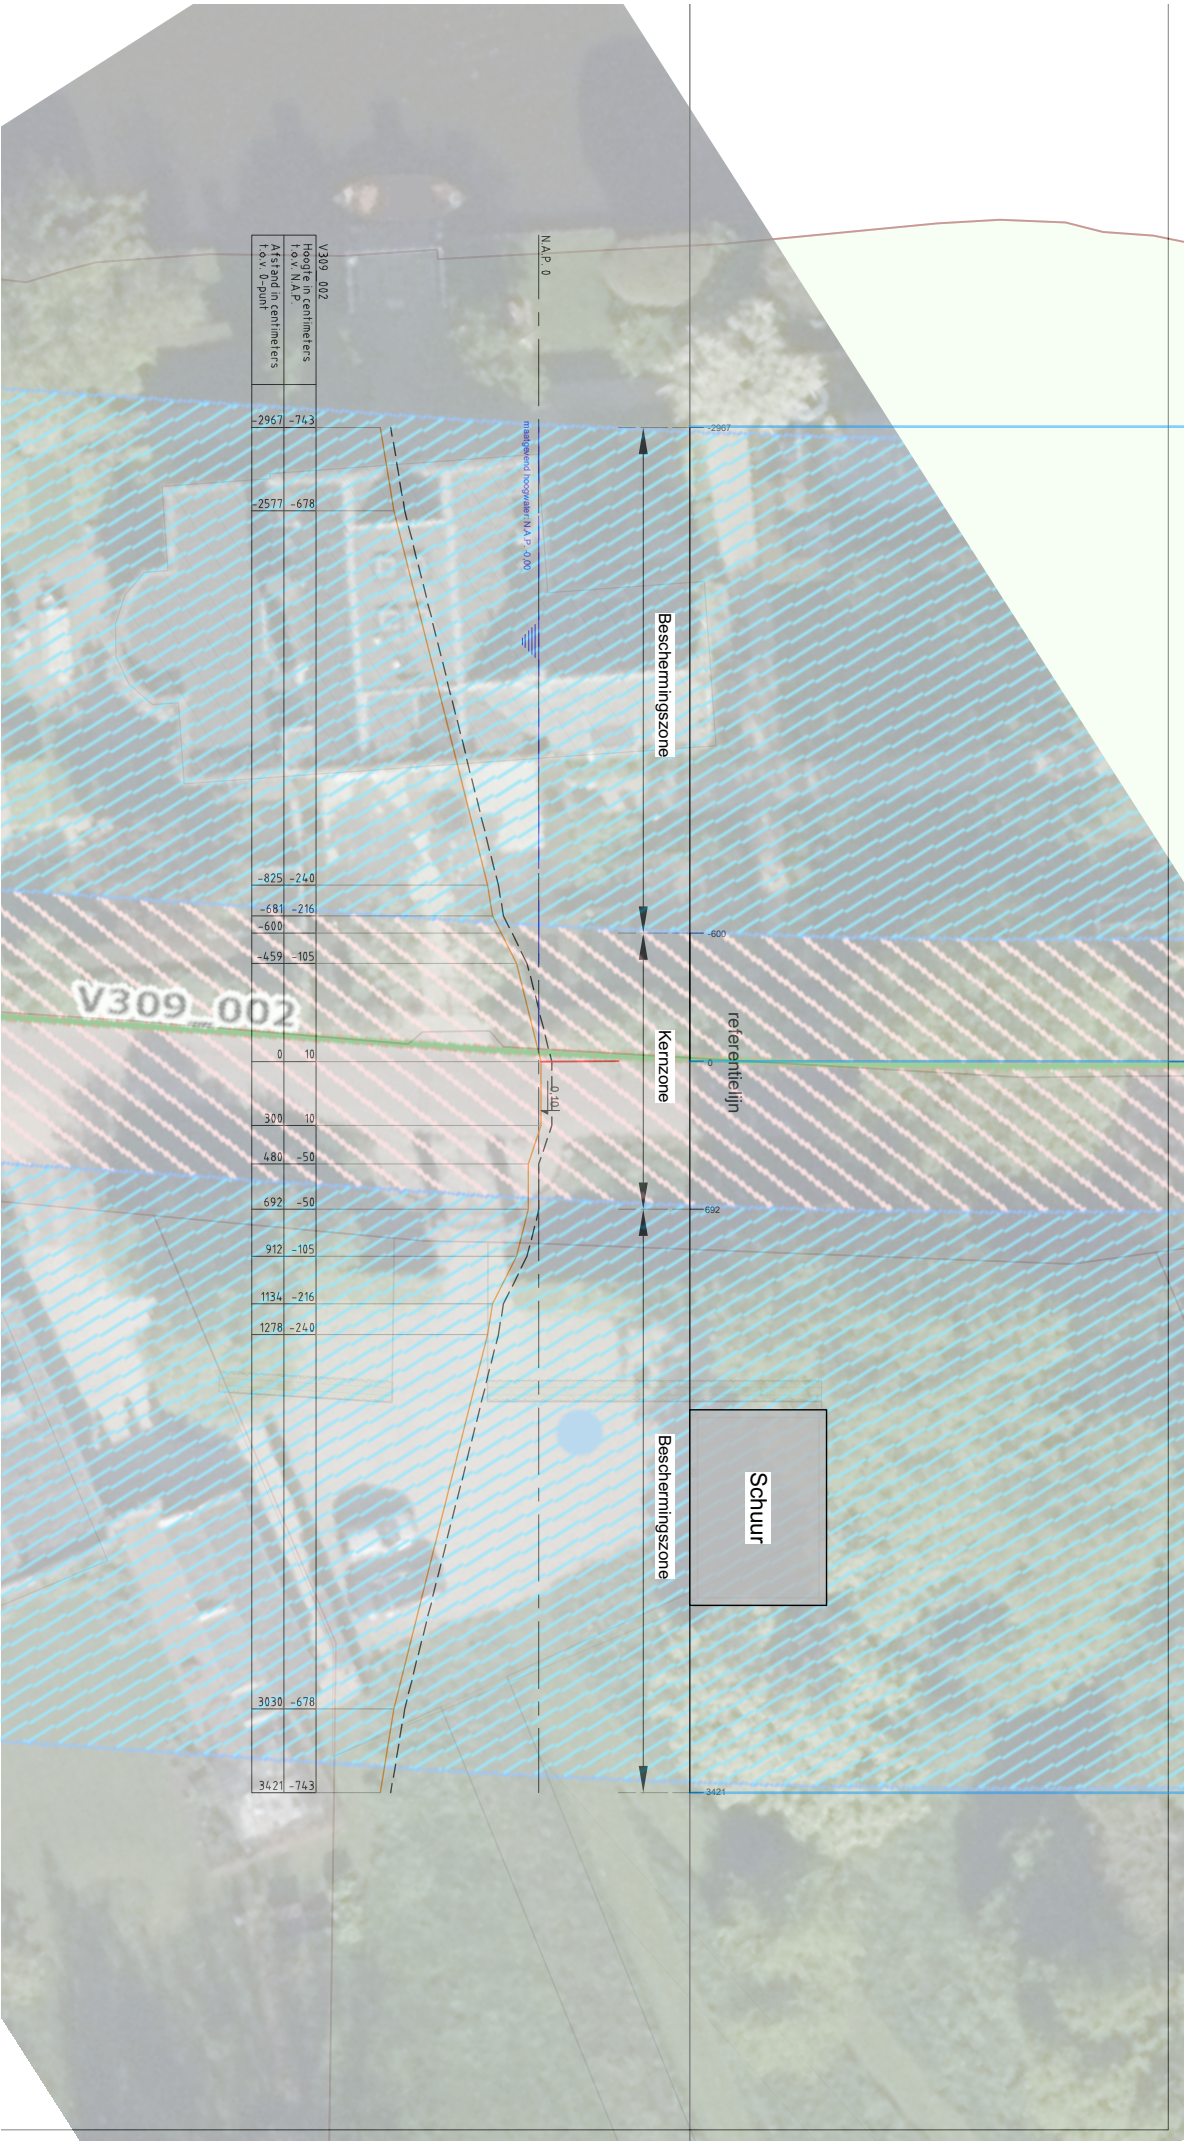 V309_002
Hoogte in centimeters
t.o.v. N.A.P.
Afstand in centimeters
t.o.v. 0-punt
N.A.P. 0
maatgevend hoogwater: N.A.P. -0,00
-2967 -743
-2967
-2577 -678
Beschermingszone
-825 -240
-681 -216
-600
-600
-459 -105
V309_002
referentielijn
Kernzone
0 10
0
0,10
300 10
480 -50
692 -50
692
912 -105
1134 -216
1278 -240
Beschermingszone
Schuur
3030 -678
3421 -743
3421